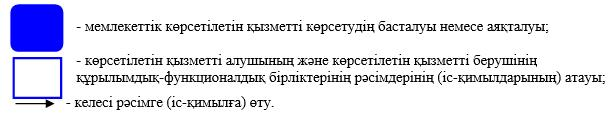 - мемлекеттік көрсетілетін қызметті көрсетудің басталуы немесе аяқталуы;
- көрсетілетін қызметті алушының және көрсетілетін қызметті берушінің
құрылымдық-функционалдық бірліктерінің рәсімдерінің (іс-қимылдарының) атауы;
- келесі рәсімге (іс-қимылға) өту.